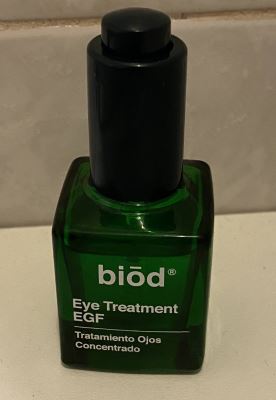 biōd®
Eye Treatment
EGF
Tratamiento Ojos
Concentrado